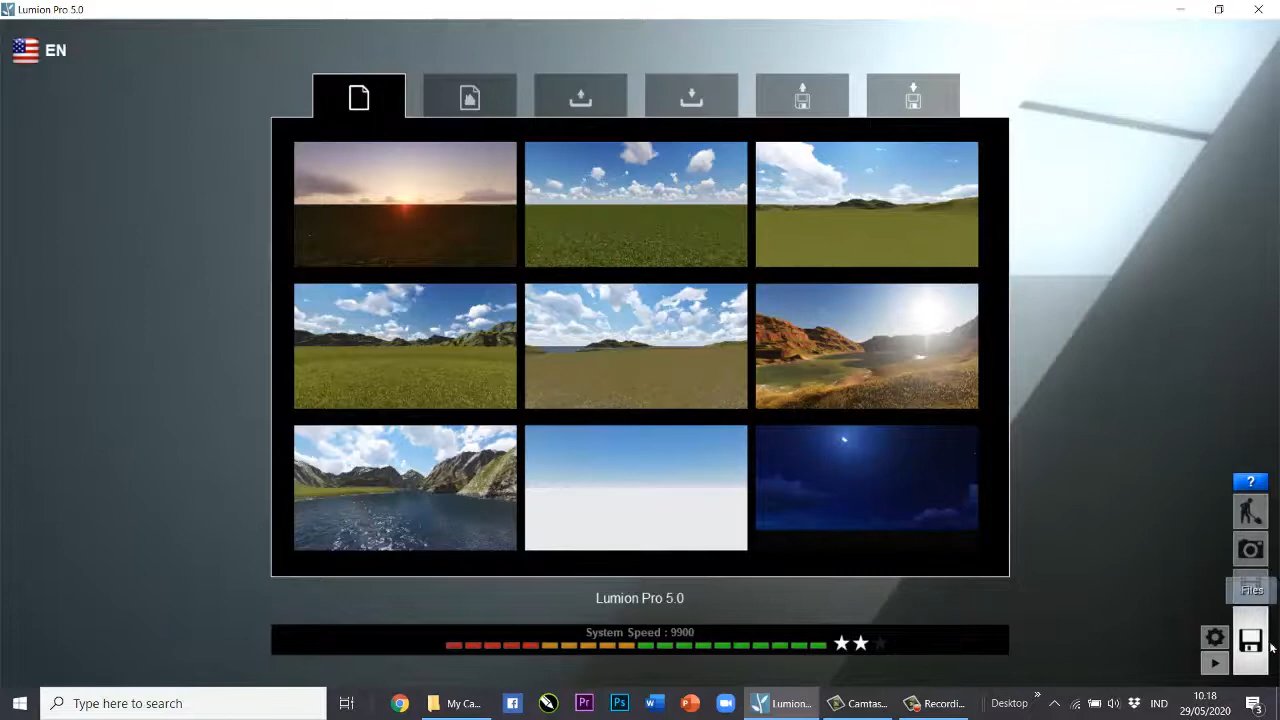 Lumion Pro 5.0
EN
?
Files
Lumion Pro 5.0
System Speed : 9900
Type here to search
My Ca...
Lumion...
Camtas...
Recordi...
Desktop
IND
10.18
29/05/2020
3